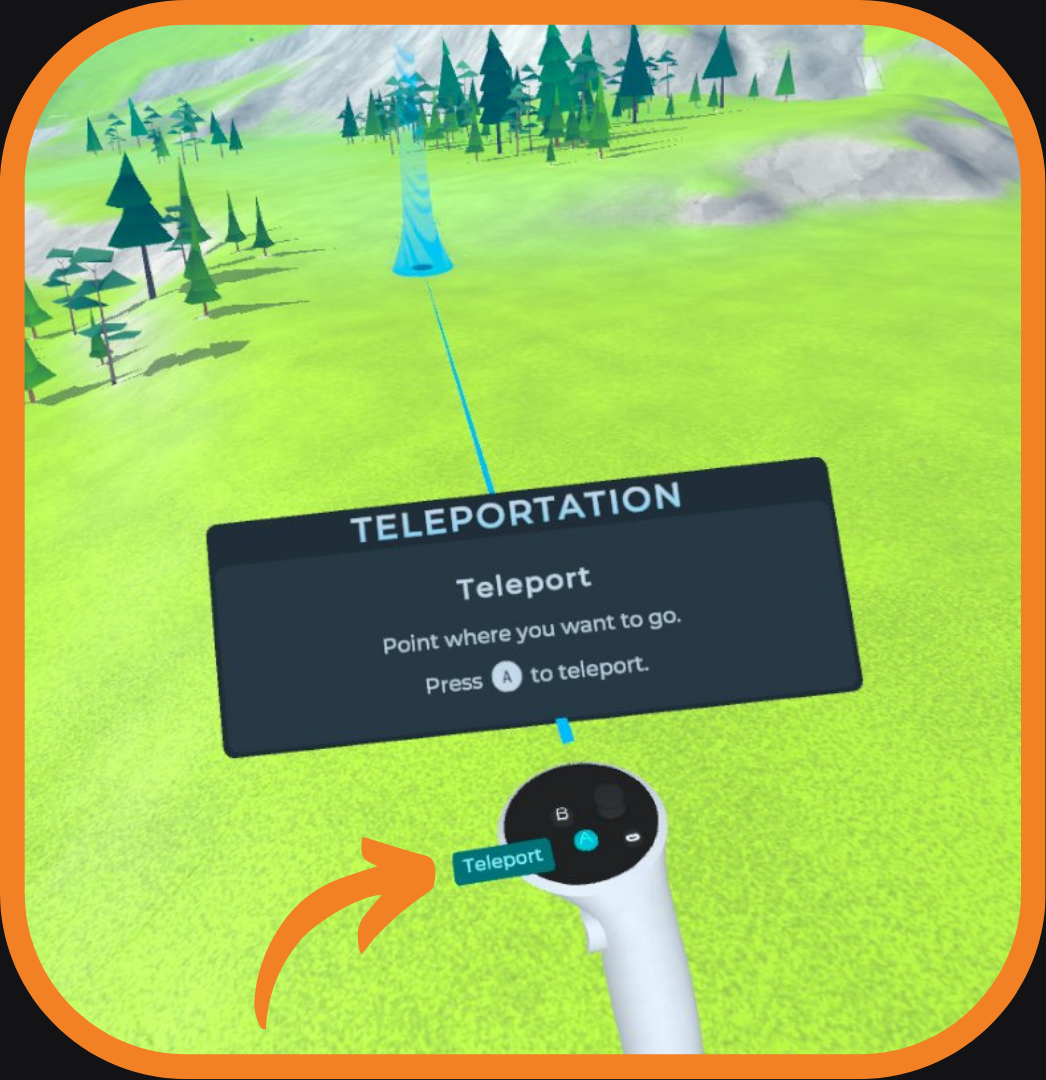 TELEPORTATION
Teleport
Point where you want to go.
Press A to teleport.
B
A
Teleport